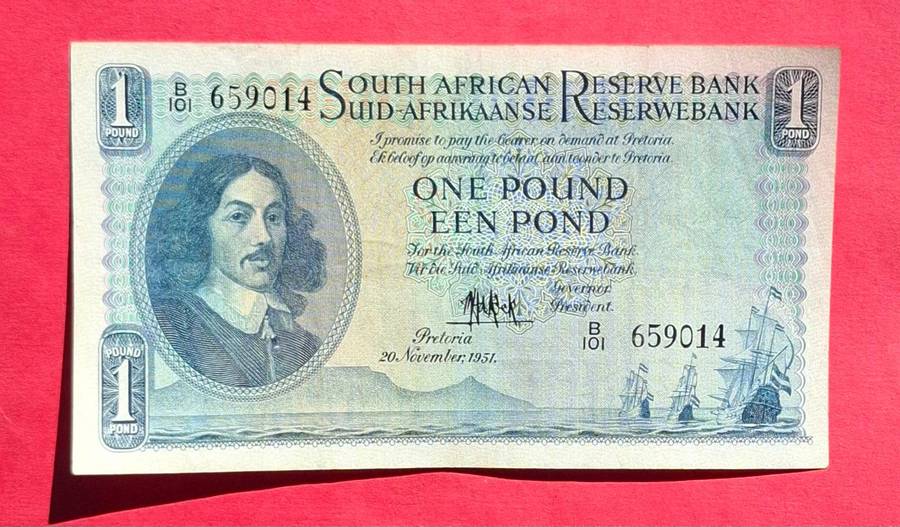 1
POUND
B
101 659014
SOUTH AFRICAN RESERVE BANK
SUID-AFRIKAANSE RESERWEBANK
1
POND
I promise to pay the bearer on demand at Pretoria.
Ek beloof op aanvraag te betaal aan toonder te Pretoria.
ONE POUND
EEN POND
For the South African Reserve Bank.
Vir die Suid-Afrikaanse Reserwebank.
Governor.
President.
Pretoria
20. November, 1951.
B
101 659014
POUND
1
POND